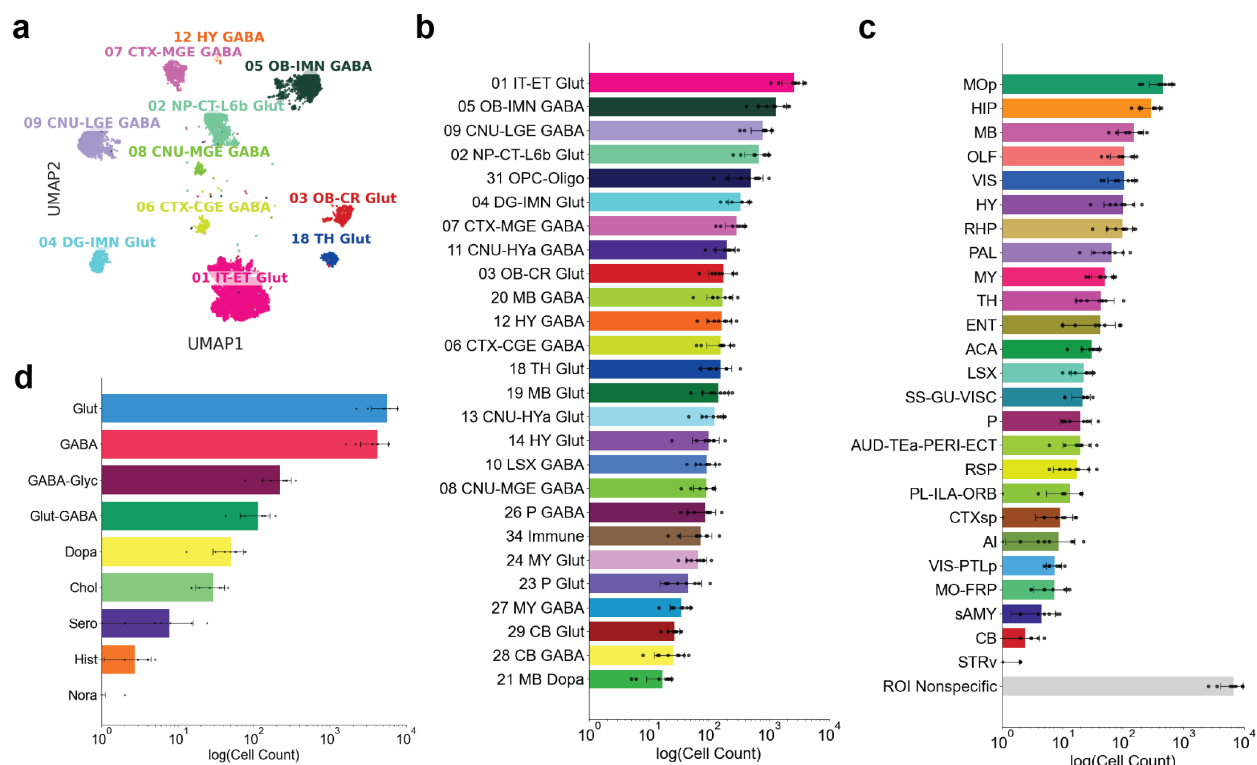 a
12 HY GABA
07 CTX-MGE GABA
05 OB-IMN GABA
02 NP-CT-L6b Glut
09 CNU-LGE GABA
08 CNU-MGE GABA
06 CTX-CGE GABA
03 OB-CR Glut
04 DG-IMN Glut
18 TH Glut
01 IT-ET Glut
UMAP2
UMAP1
b
01 IT-ET Glut
05 OB-IMN GABA
09 CNU-LGE GABA
02 NP-CT-L6b Glut
31 OPC-Oligo
04 DG-IMN Glut
07 CTX-MGE GABA
11 CNU-HYa GABA
03 OB-CR Glut
20 MB GABA
12 HY GABA
06 CTX-CGE GABA
18 TH Glut
19 MB Glut
13 CNU-HYa Glut
14 HY Glut
10 LSX GABA
08 CNU-MGE GABA
26 P GABA
34 Immune
24 MY Glut
23 P Glut
27 MY GABA
29 CB Glut
28 CB GABA
21 MB Dopa
10^0 10^1 10^2 10^3 10^4
log(Cell Count)
c
MOp
HIP
MB
OLF
VIS
HY
RHP
PAL
MY
TH
ENT
ACA
LSX
SS-GU-VISC
P
AUD-TEa-PERI-ECT
RSP
PL-ILA-ORB
CTXsp
AI
VIS-PTLp
MO-FRP
sAMY
CB
STRv
ROI Nonspecific
10^0 10^1 10^2 10^3 10^4
log(Cell Count)
d
Glut
GABA
GABA-Glyc
Glut-GABA
Dopa
Chol
Sero
Hist
Nora
10^0 10^1 10^2 10^3 10^4
log(Cell Count)